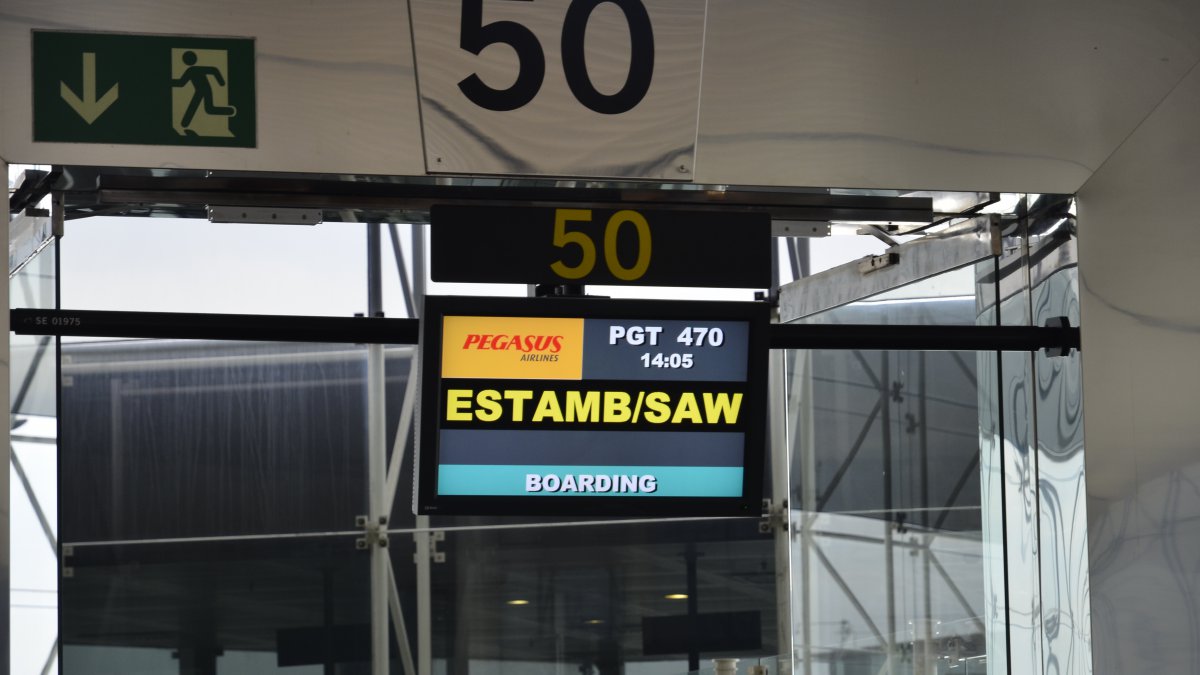 50
50
SE 01975
PEGASUS
AIRLINES
PGT 470
14:05
ESTAMB/SAW
BOARDING